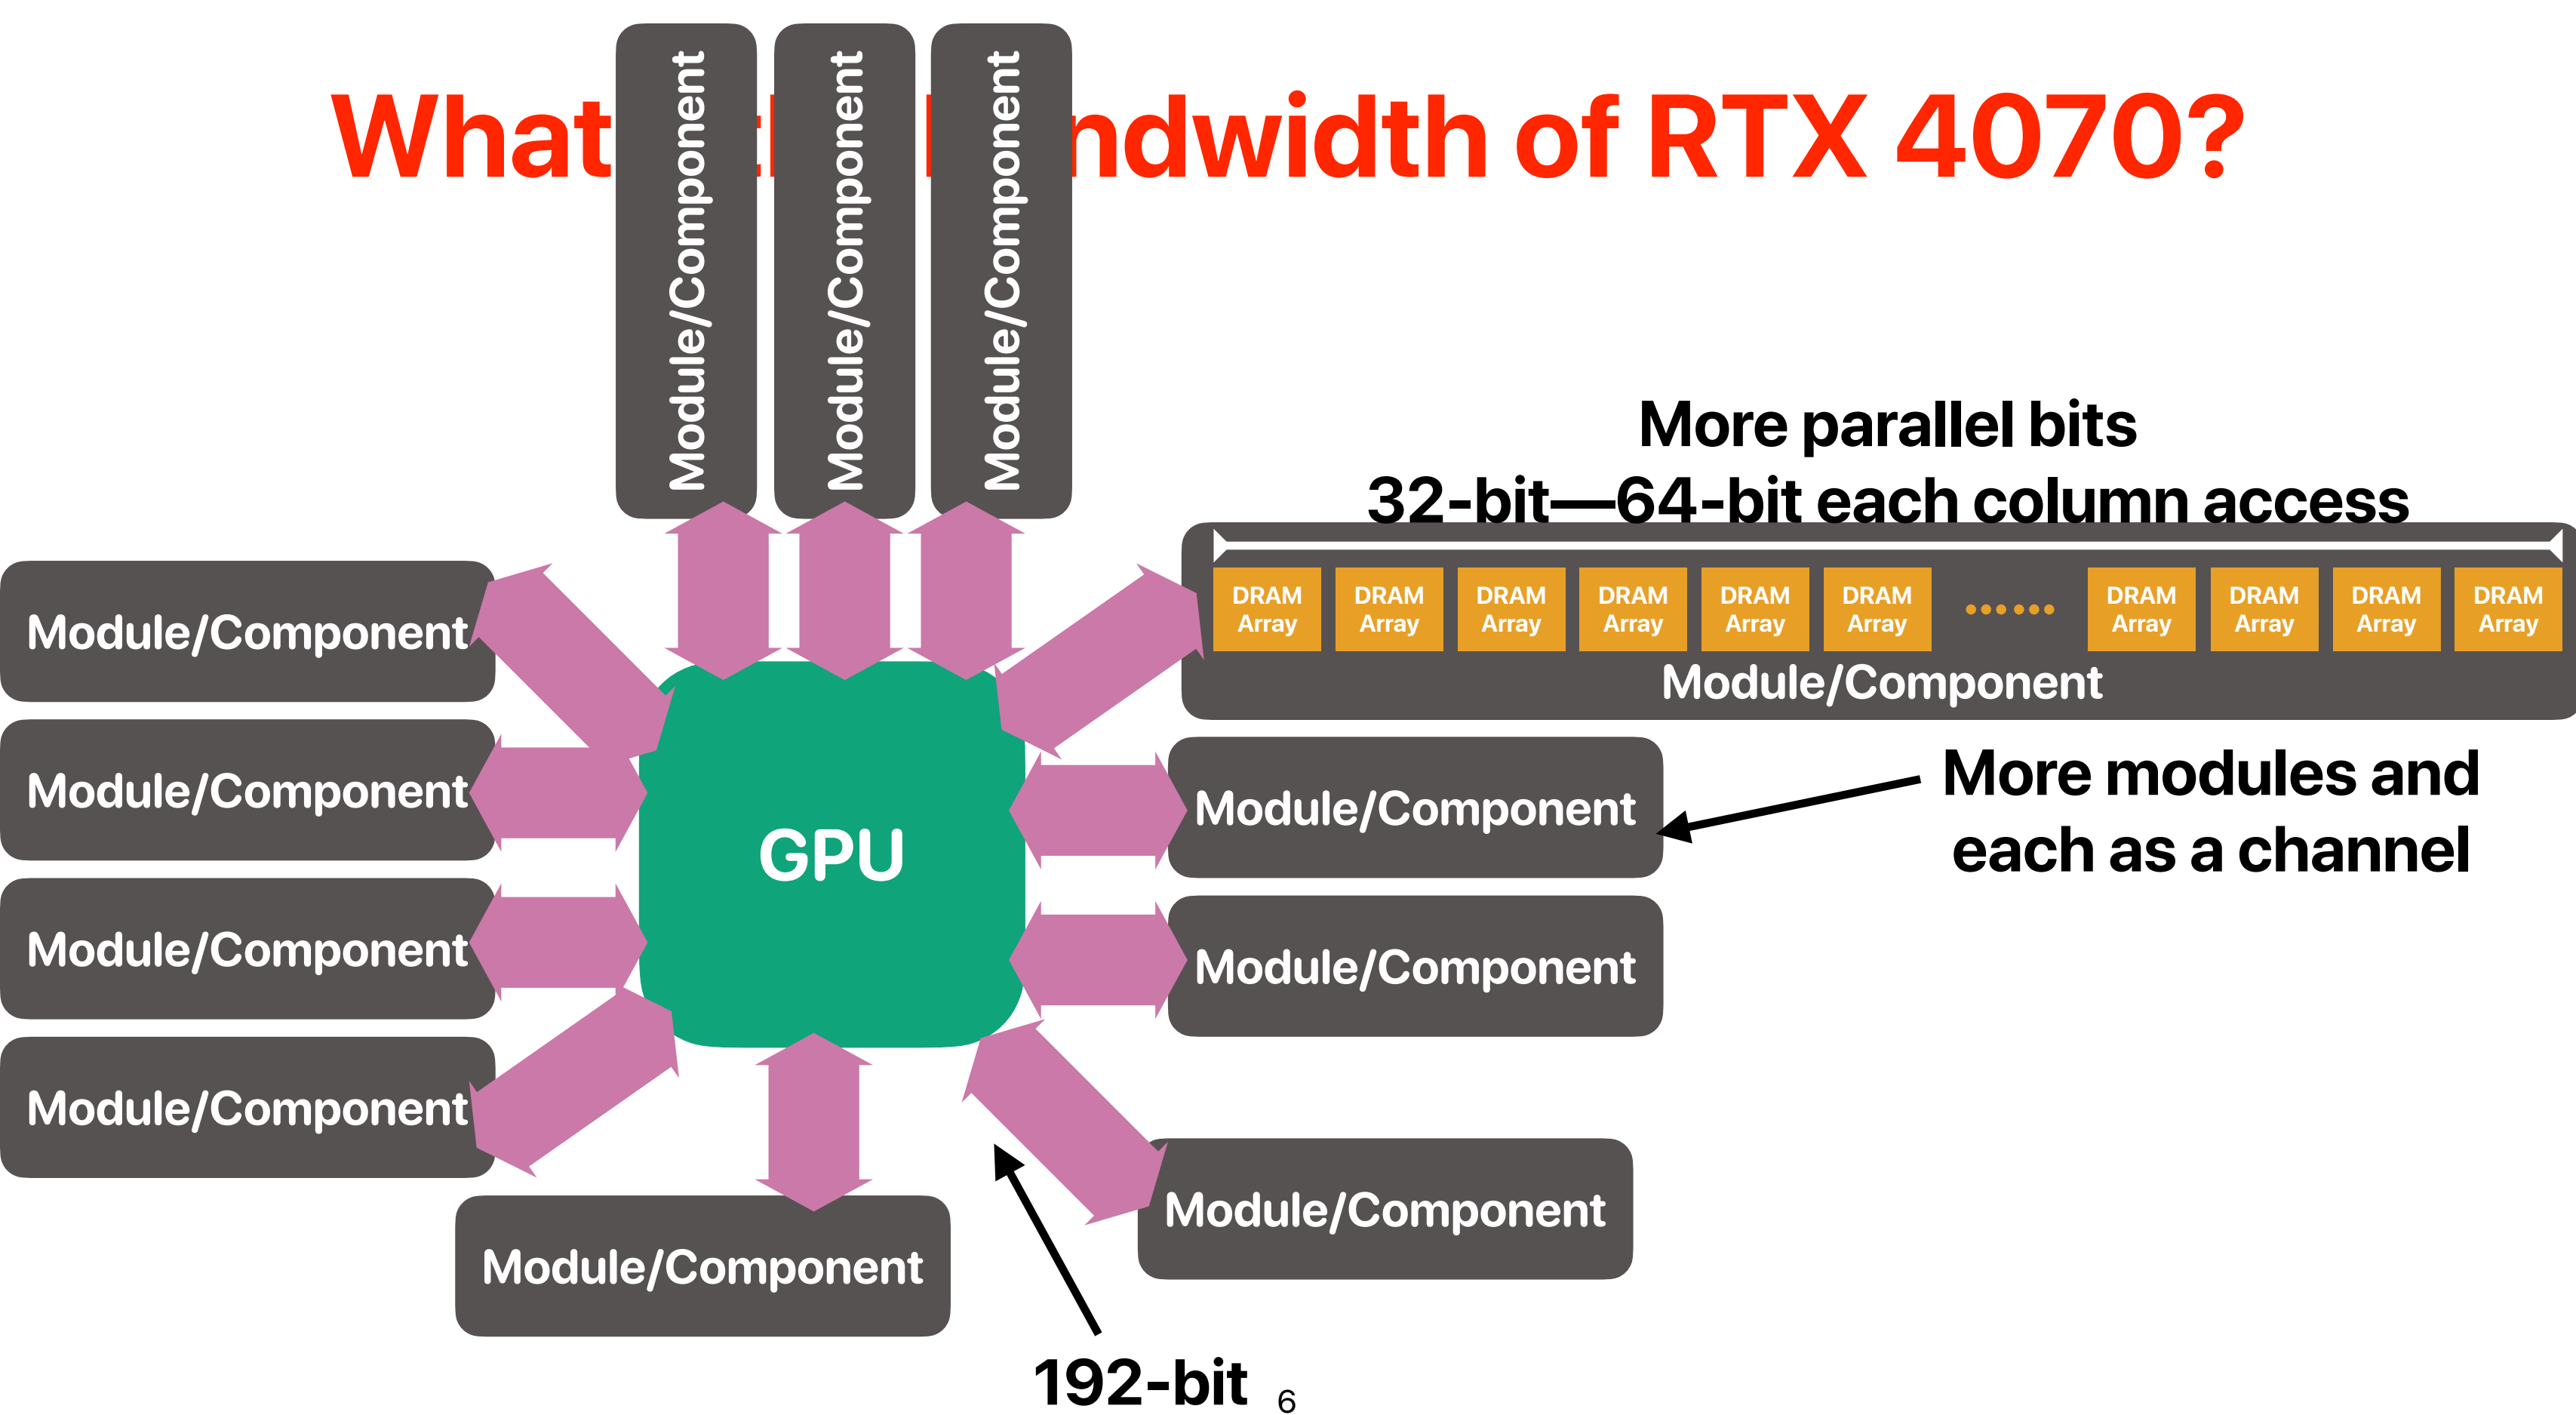 What th ndwidth of RTX 4070?
Module/Component
Module/Component
Module/Component
More parallel bits
32-bit—64-bit each column access
DRAM Array
DRAM Array
DRAM Array
DRAM Array
DRAM Array
DRAM Array
......
DRAM Array
DRAM Array
DRAM Array
DRAM Array
Module/Component
Module/Component
Module/Component
Module/Component
Module/Component
GPU
Module/Component
Module/Component
More modules and
each as a channel
Module/Component
Module/Component
192-bit
6